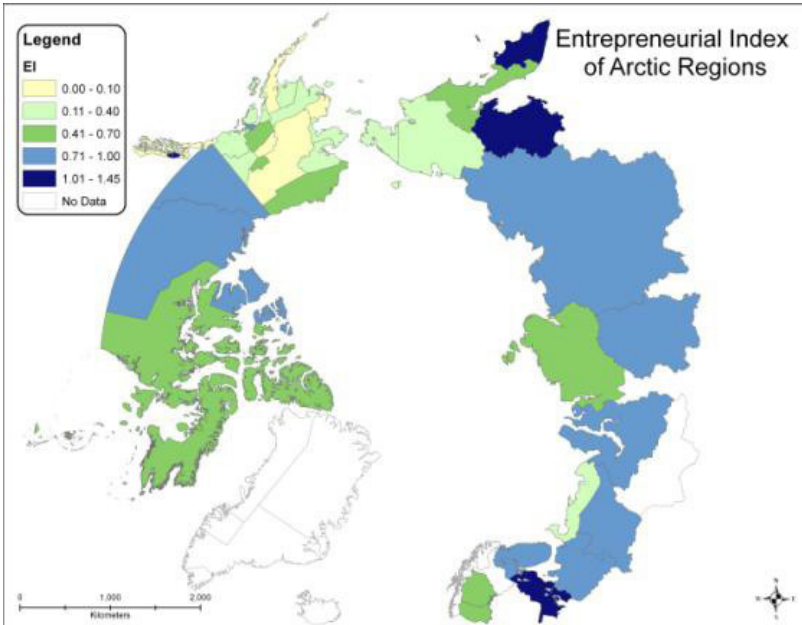 Legend
EI
0.00 - 0.10
0.11 - 0.40
0.41 - 0.70
0.71 - 1.00
1.01 - 1.45
No Data
Entrepreneurial Index
of Arctic Regions
0 1,000 2,000
Kilometers
N
W E
S